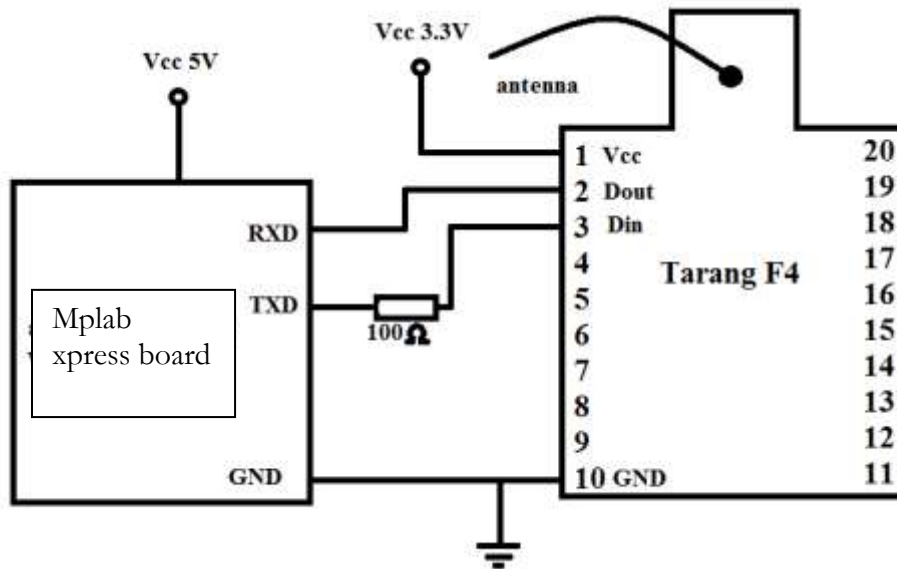 Vcc 3.3V
Vcc 5V
antenna
1 Vcc
2 Dout
3 Din
4
5
6
7
8
9
10 GND
20
19
18
17
16
15
14
13
12
11
Tarang F4
RXD
TXD
100Ω
GND
Mplab
xpress board